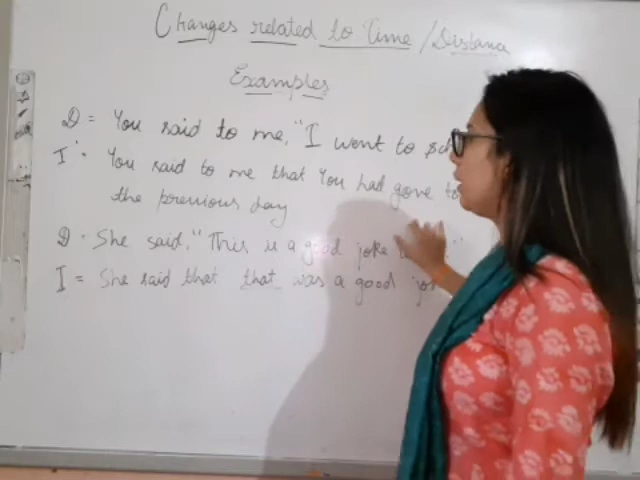 Changes related to Time / Distance
Examples
D = You said to me, "I went to
I = You said to me that You had gone to
the previous day
D. She said, "This is a good joke
I = She said that that was a good